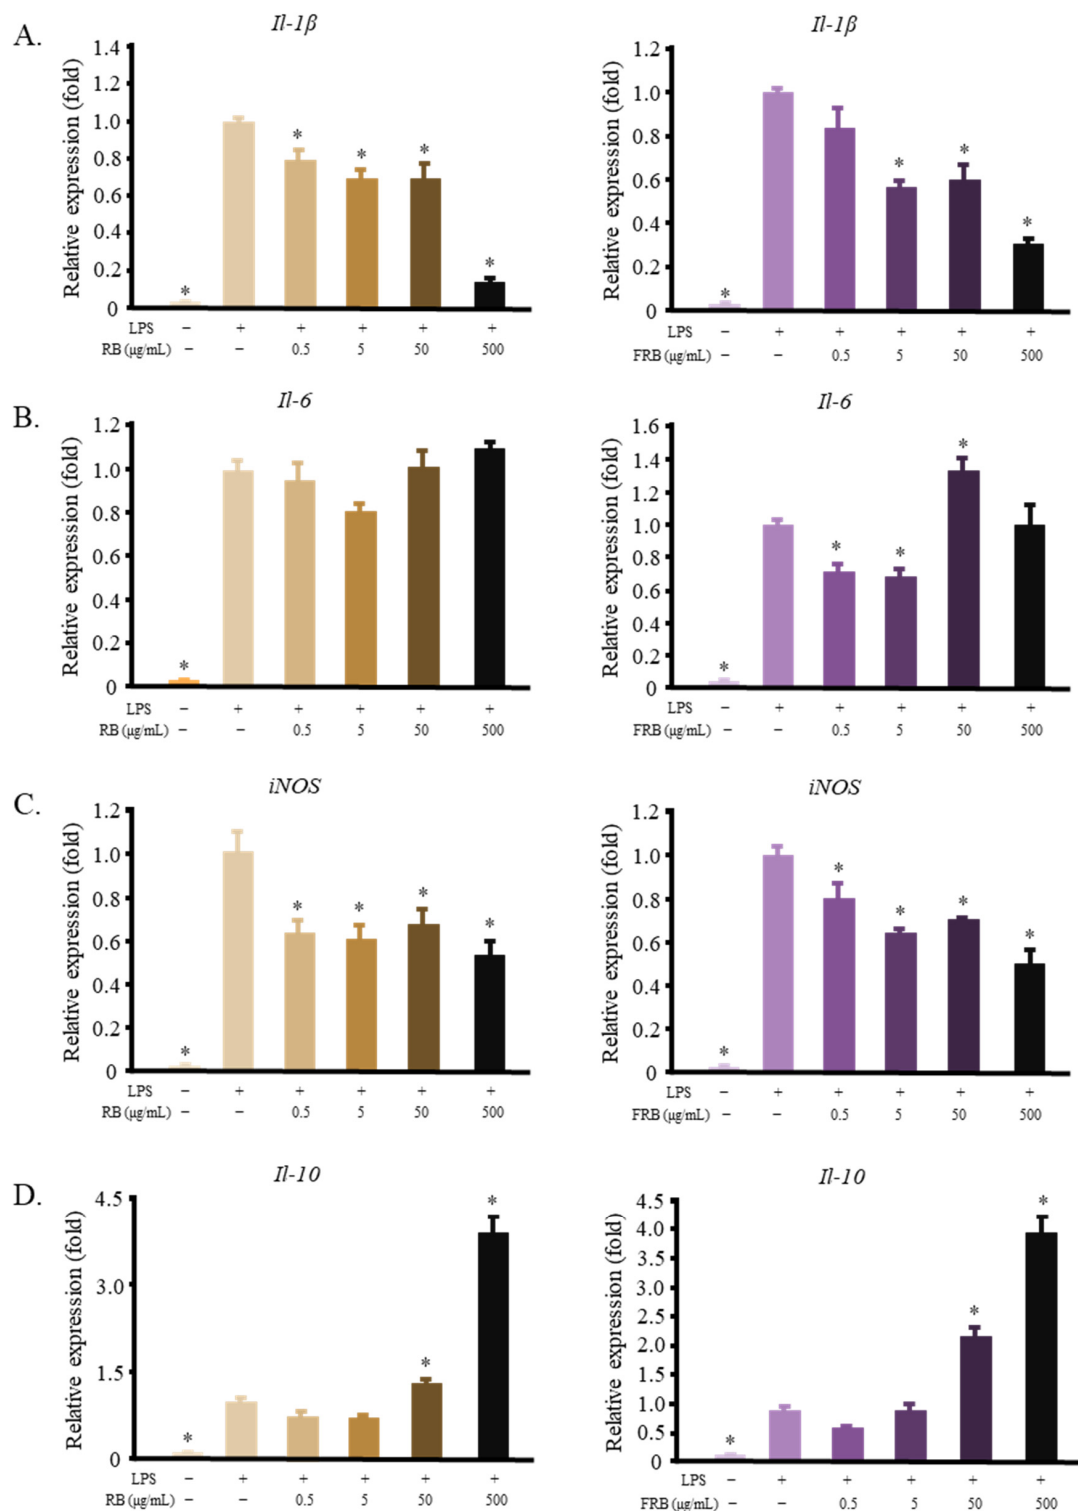 A.
Il-1β
Relative expression (fold)
1.4
1.2
1.0
0.8
0.6
0.4
0.2
0
* * * * *
LPS – + + + + +
RB (µg/mL) – – 0.5 5 50 500
Il-1β
Relative expression (fold)
1.2
1.0
0.8
0.6
0.4
0.2
0
* * * *
LPS – + + + + +
FRB (µg/mL) – – 0.5 5 50 500
B.
Il-6
Relative expression (fold)
1.2
1.0
0.8
0.6
0.4
0.2
0
*
LPS – + + + + +
RB (µg/mL) – – 0.5 5 50 500
Il-6
Relative expression (fold)
1.6
1.4
1.2
1.0
0.8
0.6
0.4
0.2
0
* * * *
LPS – + + + + +
FRB (µg/mL) – – 0.5 5 50 500
C.
iNOS
Relative expression (fold)
1.2
1.0
0.8
0.6
0.4
0.2
0
* * * * *
LPS – + + + + +
RB (µg/mL) – – 0.5 5 50 500
iNOS
Relative expression (fold)
1.2
1.0
0.8
0.6
0.4
0.2
0
* * * * *
LPS – + + + + +
FRB (µg/mL) – – 0.5 5 50 500
D.
Il-10
Relative expression (fold)
4.5
3.0
1.5
0
* * *
LPS – + + + + +
RB (µg/mL) – – 0.5 5 50 500
Il-10
Relative expression (fold)
4.5
4.0
3.0
2.5
2.0
1.5
1.0
0.5
0
* * *
LPS – + + + + +
FRB (µg/mL) – – 0.5 5 50 500